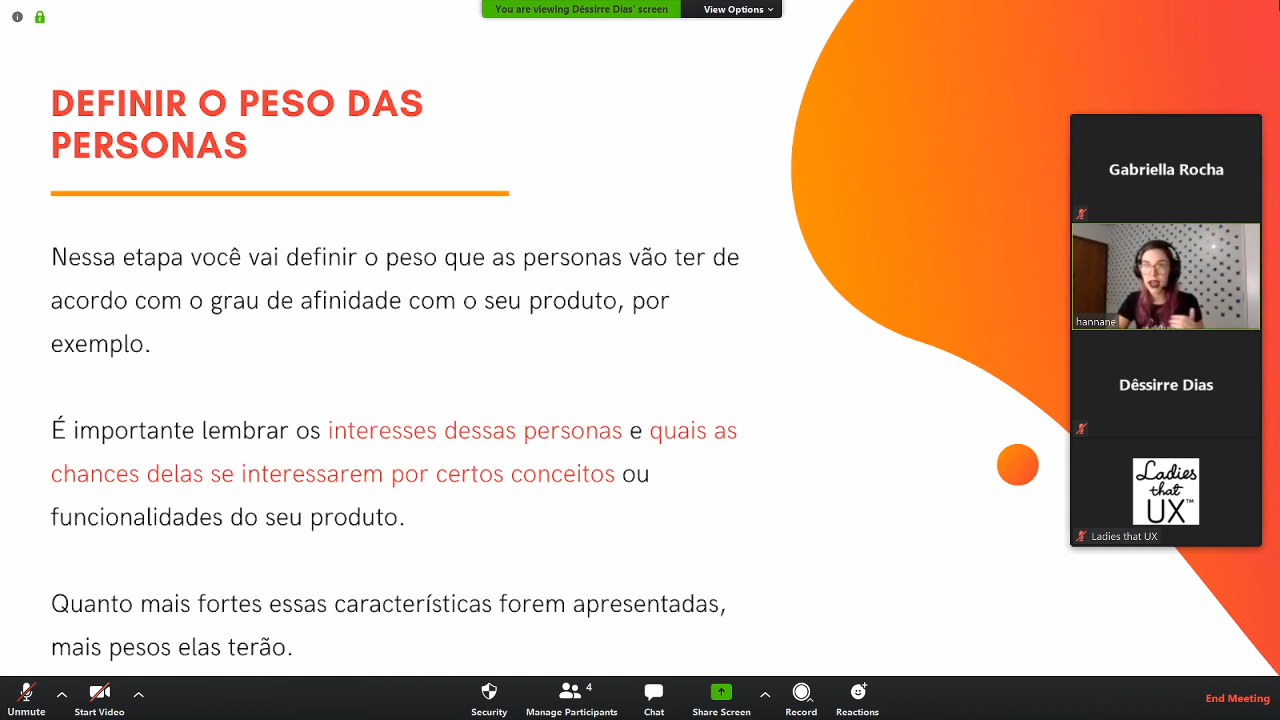 You are viewing Dêssirre Dias' screen
View Options
DEFINIR O PESO DAS
PERSONAS
Nessa etapa você vai definir o peso que as personas vão ter de
acordo com o grau de afinidade com o seu produto, por
exemplo.
É importante lembrar os interesses dessas personas e quais as
chances delas se interessarem por certos conceitos ou
funcionalidades do seu produto.
Quanto mais fortes essas características forem apresentadas,
mais pesos elas terão.
Gabriella Rocha
hannane
Dêssirre Dias
Ladies
that
UX™
Ladies that UX
Unmute
Start Video
Security
Manage Participants
4
Chat
Share Screen
Record
Reactions
End Meeting